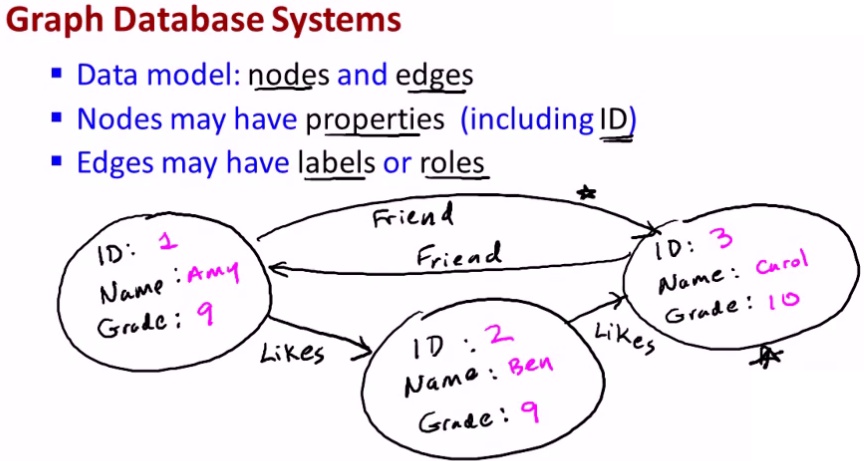 Graph Database Systems
Data model: nodes and edges
Nodes may have properties (including ID)
Edges may have labels or roles
Friend
Friend
ID: 1
Name: Amy
Grade: 9
Likes
ID: 2
Name: Ben
Grade: 9
Likes
ID: 3
Name: Carol
Grade: 10